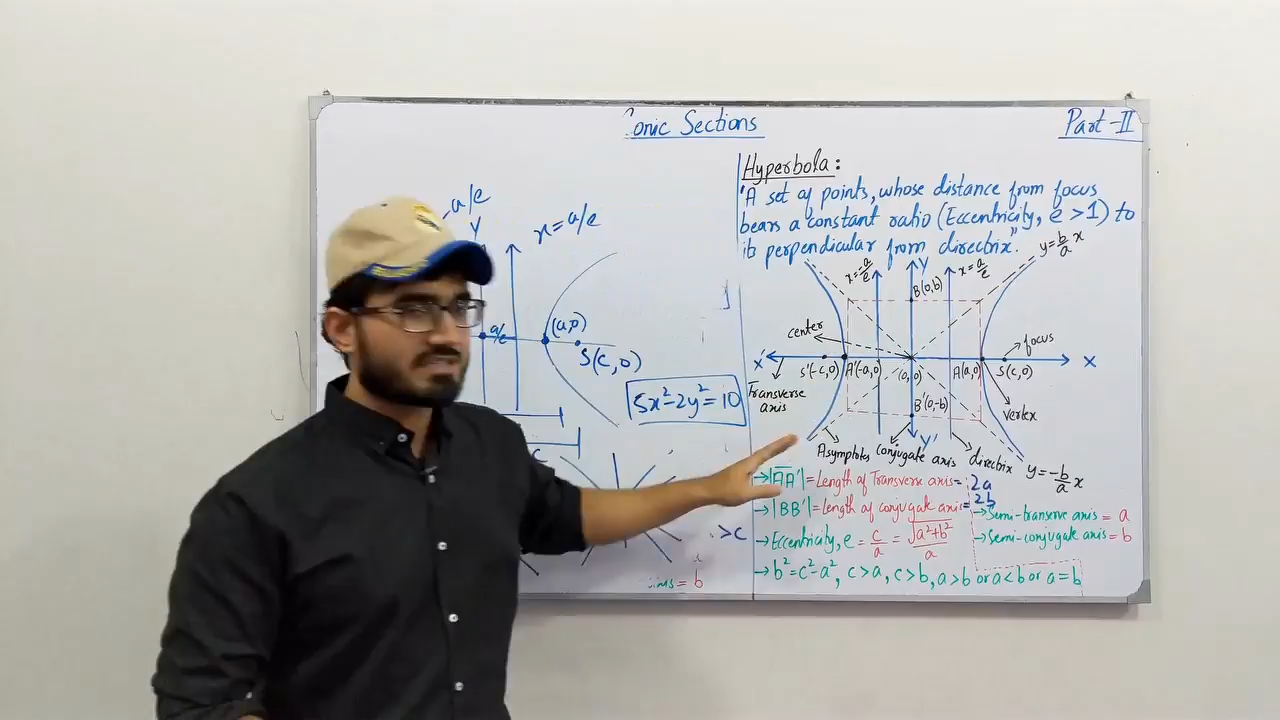 Conic Sections
Part-II
a/e
Y
x=a/e
a/e
(a,0)
S(c,0)
5x²-2y²=10
C
>c
= b
Hyperbola:
"A set of points, whose distance from focus
bears a constant ratio (Eccentricity, e >1) to
its perpendicular from directrix."
y=b/a x
x=a/e
Y
x=a/e
B(0,b)
center
focus
X'
S'(-c,0)
A'(-a,0)
(0,0)
A(a,0)
S(c,0)
X
Transverse
axis
B'(0,-b)
vertex
Y'
Asymptotes
conjugate axis
directrix
y=-b/a x
→|AA'|=Length of Transverse axis=2a
→|BB'|=Length of conjugate axis=2b
→Semi-transverse axis=a
→Semi-conjugate axis=b
→Eccentricity, e=c/a=√a²+b²/a
→b²=c²-a², c>a, c>b, a>b or a<b or a=b